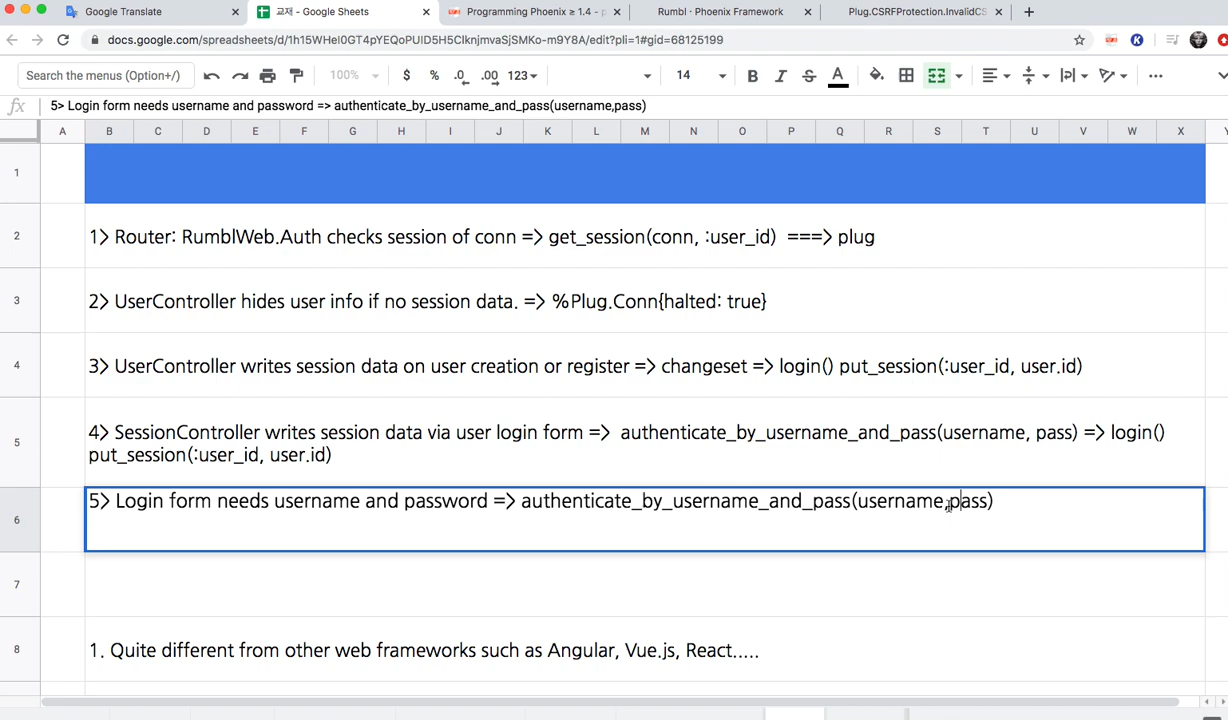 Google Translate
교재 - Google Sheets
Programming Phoenix ≥ 1.4 - p
Rumbl · Phoenix Framework
Plug.CSRFProtection.InvalidCS
docs.google.com/spreadsheets/d/1h15WHeI0GT4pYEQoPUID5H5CIknjmvaSjSMKo-m9Y8A/edit?pli=1#gid=68125199
Search the menus (Option+/)
100%
$ % .0 .00 123
14
B I S A
fx
5> Login form needs username and password => authenticate_by_username_and_pass(username,pass)
A B C D E F G H I J K L M N O P Q R S T U V W X Y
1
2
1> Router: RumblWeb.Auth checks session of conn => get_session(conn, :user_id) ===> plug
3
2> UserController hides user info if no session data. => %Plug.Conn{halted: true}
4
3> UserController writes session data on user creation or register => changeset => login() put_session(:user_id, user.id)
5
4> SessionController writes session data via user login form => authenticate_by_username_and_pass(username, pass) => login()
put_session(:user_id, user.id)
6
5> Login form needs username and password => authenticate_by_username_and_pass(username,pass)
7
8
1. Quite different from other web frameworks such as Angular, Vue.js, React.....